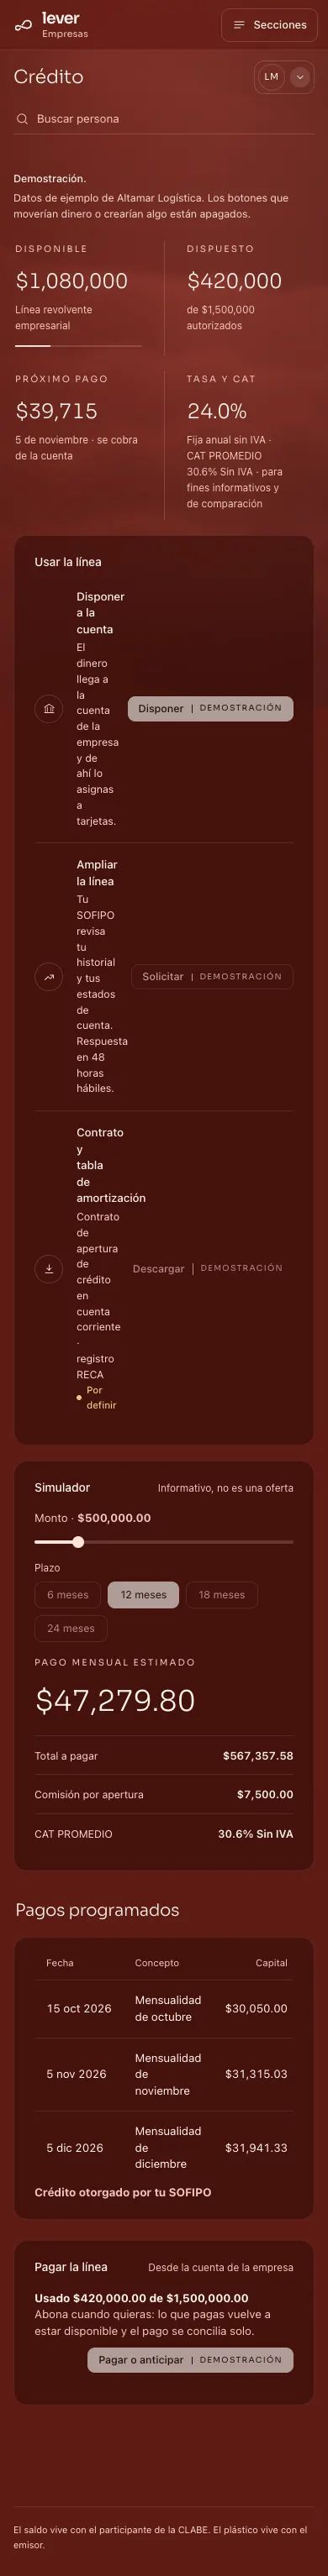 lever
Empresas
Secciones
Crédito
LM
Buscar persona
Demostración.
Datos de ejemplo de Altamar Logística. Los botones que
moverían dinero o crearían algo están apagados.
DISPONIBLE
$1,080,000
Línea revolvente
empresarial
DISPUESTO
$420,000
de $1,500,000
autorizados
PRÓXIMO PAGO
$39,715
5 de noviembre · se cobra
de la cuenta
TASA Y CAT
24.0%
Fija anual sin IVA ·
CAT PROMEDIO
30.6% Sin IVA · para
fines informativos y
de comparación
Usar la línea
Disponer
a la
cuenta
El
dinero
llega a
la
cuenta
de la
empresa
y de
ahí lo
asignas
a
tarjetas.
Disponer | DEMOSTRACIÓN
Ampliar
la línea
Tu
SOFIPO
revisa
tu
historial
y tus
estados
de
cuenta.
Respuesta
en 48
horas
hábiles.
Solicitar | DEMOSTRACIÓN
Contrato
y
tabla
de
amortización
Contrato
de
apertura
de
crédito
en
cuenta
corriente
·
registro
RECA
Por
definir
Descargar | DEMOSTRACIÓN
Simulador
Informativo, no es una oferta
Monto · $500,000.00
Plazo
6 meses
12 meses
18 meses
24 meses
PAGO MENSUAL ESTIMADO
$47,279.80
Total a pagar $567,357.58
Comisión por apertura $7,500.00
CAT PROMEDIO 30.6% Sin IVA
Pagos programados
Fecha Concepto Capital
15 oct 2026 Mensualidad
de octubre $30,050.00
5 nov 2026 Mensualidad
de
noviembre $31,315.03
5 dic 2026 Mensualidad
de
diciembre $31,941.33
Crédito otorgado por tu SOFIPO
Pagar la línea
Desde la cuenta de la empresa
Usado $420,000.00 de $1,500,000.00
Abona cuando quieras: lo que pagas vuelve a
estar disponible y el pago se concilia solo.
Pagar o anticipar | DEMOSTRACIÓN
El saldo vive con el participante de la CLABE. El plástico vive con el
emisor.